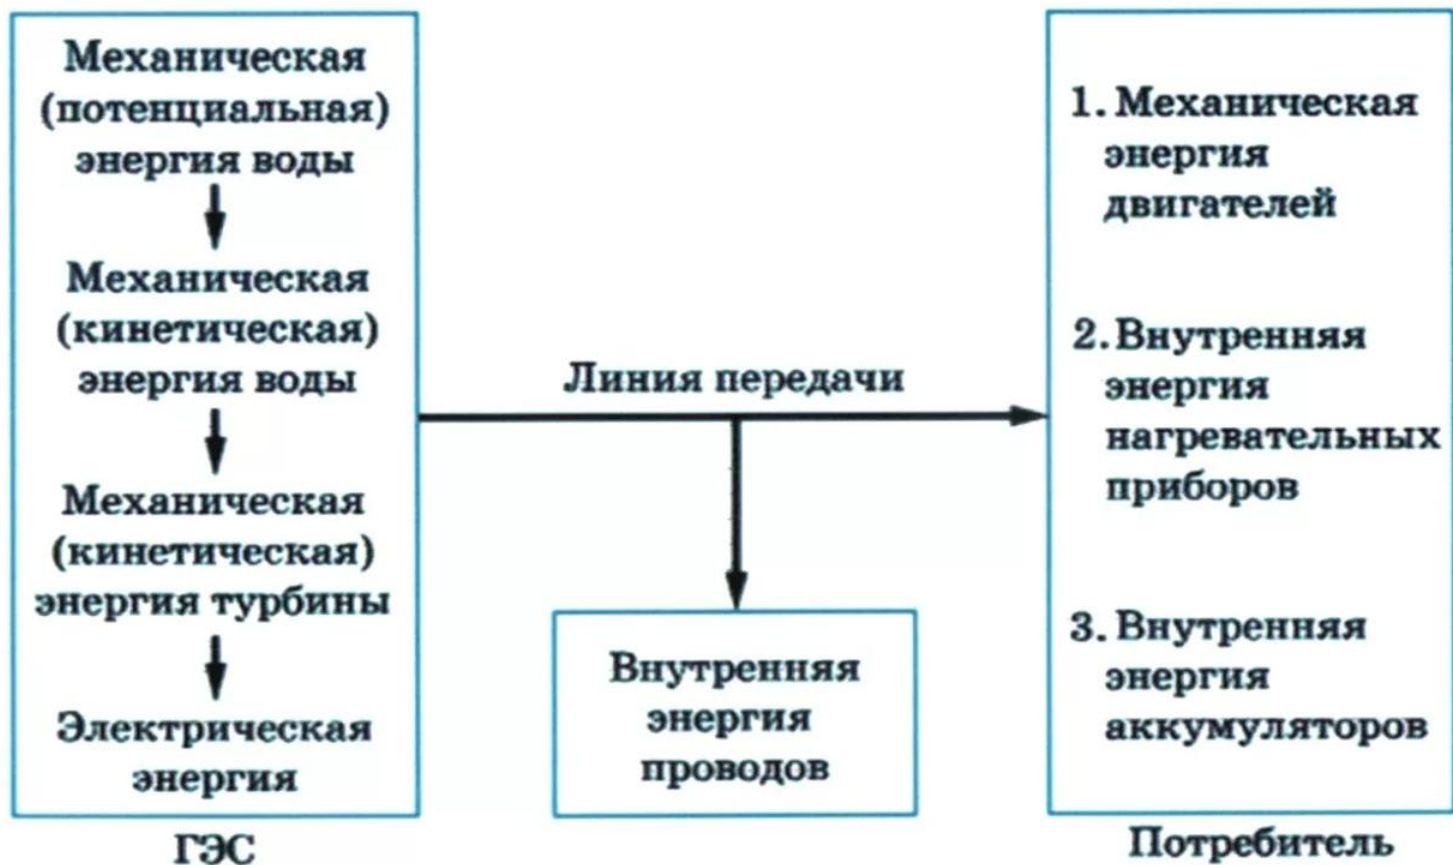 Механическая
(потенциальная)
энергия воды
Механическая
(кинетическая)
энергия воды
Механическая
(кинетическая)
энергия турбины
Электрическая
энергия
ГЭС
Линия передачи
Внутренняя
энергия
проводов
1. Механическая
энергия
двигателей
2. Внутренняя
энергия
нагревательных
приборов
3. Внутренняя
энергия
аккумуляторов
Потребитель